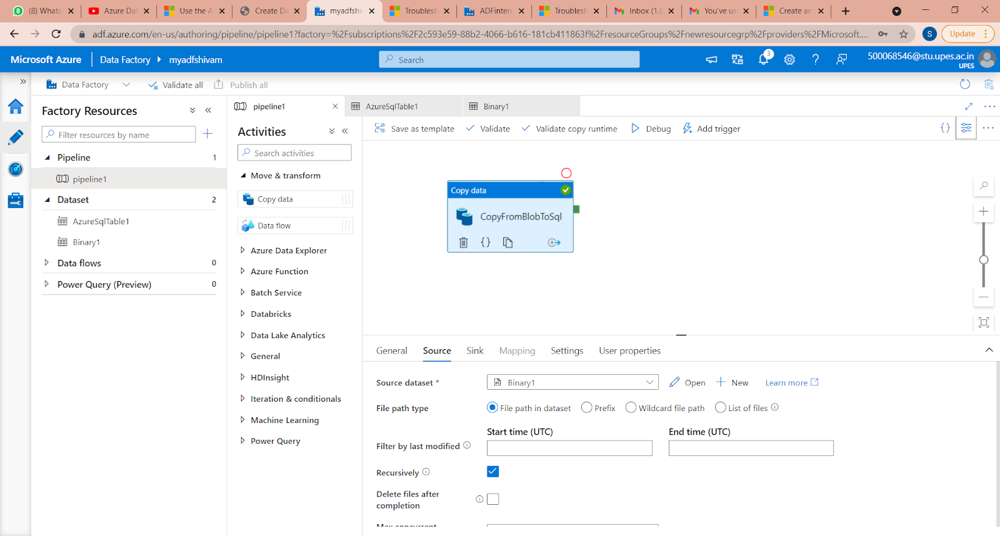 (8) Whats
Azure Dat
Use the A
Create Da
myadfshiv
Troublesh
ADFinter
Troublesh
Inbox (1,6
You've us
Create an
adf.azure.com/en-us/authoring/pipeline/pipeline1?factory=%2Fsubscriptions%2F2c593e59-88b2-4066-b616-181cb411863f%2FresourceGroups%2Fnewresourcegrp%2Fproviders%2FMicrosoft....
S
Update
Microsoft Azure
Data Factory
myadfshivam
Search
3
500068546@stu.upes.ac.in
UPES
Data Factory
Validate all
Publish all
Factory Resources
Filter resources by name
Pipeline 1
pipeline1
Dataset 2
AzureSqlTable1
Binary1
Data flows 0
Power Query (Preview) 0
pipeline1
AzureSqlTable1
Binary1
Activities
Search activities
Move & transform
Copy data
Data flow
Azure Data Explorer
Azure Function
Batch Service
Databricks
Data Lake Analytics
General
HDInsight
Iteration & conditionals
Machine Learning
Power Query
Save as template
Validate
Validate copy runtime
Debug
Add trigger
Copy data
CopyFromBlobToSql
General
Source
Sink
Mapping
Settings
User properties
Source dataset *
Binary1
Open
New
Learn more
File path type
File path in dataset
Prefix
Wildcard file path
List of files
Start time (UTC)
End time (UTC)
Filter by last modified
Recursively
Delete files after
completion
Max concurrent